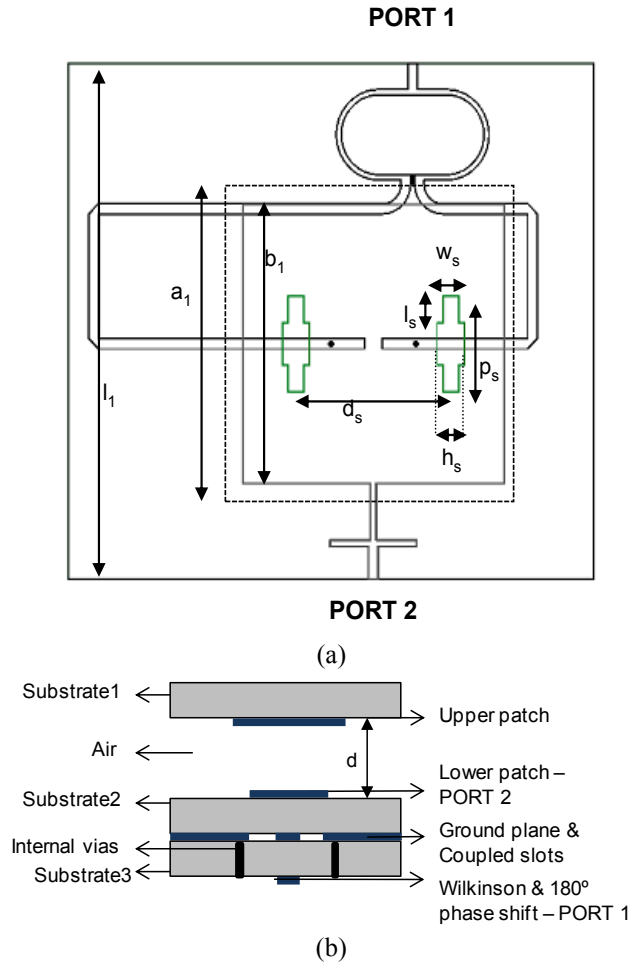 PORT 1
a1
b1
l1
ws
ls
ps
ds
hs
PORT 2
(a)
Substrate1
Upper patch
Air
d
Lower patch –
PORT 2
Substrate2
Ground plane &
Coupled slots
Internal vias
Substrate3
Wilkinson & 180º
phase shift – PORT 1
(b)